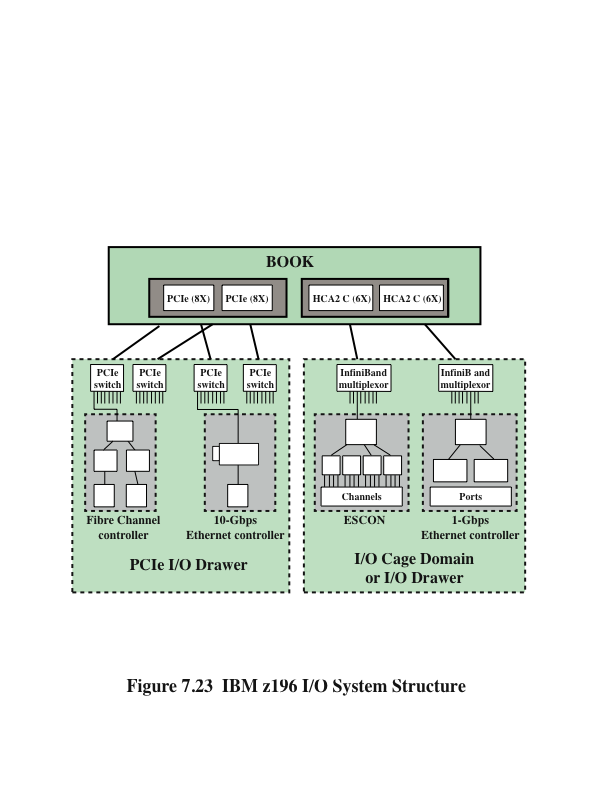 BOOK
PCIe (8X)
PCIe (8X)
HCA2 C (6X)
HCA2 C (6X)
PCIe
switch
PCIe
switch
PCIe
switch
PCIe
switch
InfiniBand
multiplexor
InfiniB and
multiplexor
Channels
Ports
Fibre Channel
controller
10-Gbps
Ethernet controller
ESCON
1-Gbps
Ethernet controller
PCIe I/O Drawer
I/O Cage Domain
or I/O Drawer
Figure 7.23 IBM z196 I/O System Structure